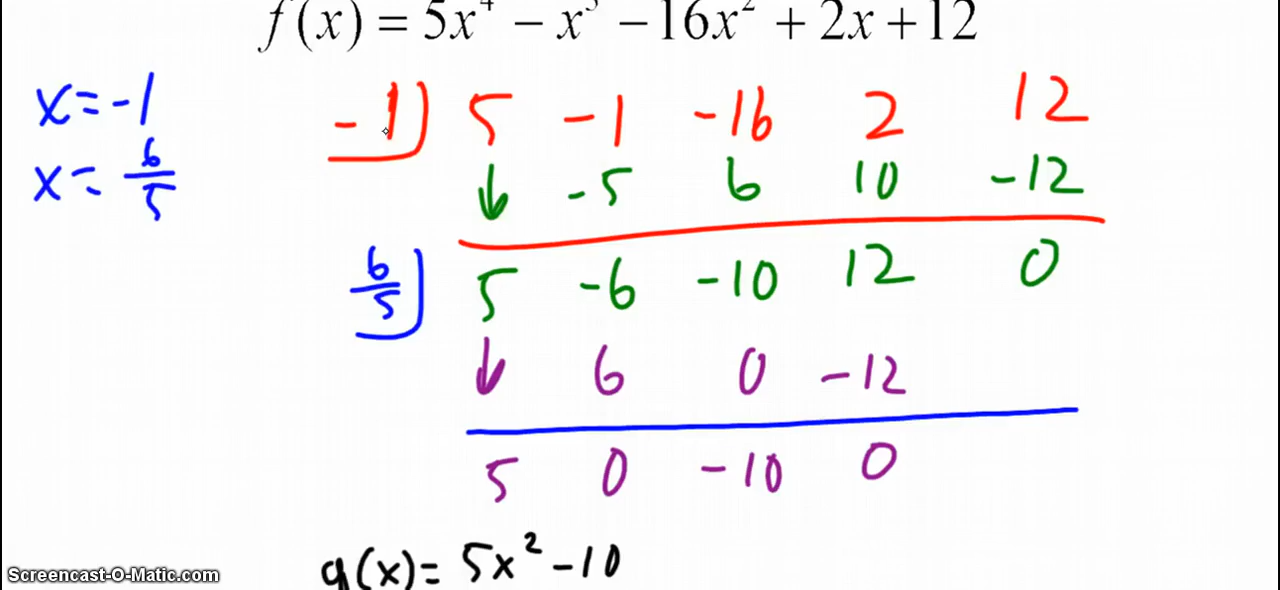 f(x) = 5x⁴ − x³ − 16x² + 2x + 12
x = -1
-1) 5 -1 -16 2 12
x = 6/5
↓ -5 6 10 -12
6/5) 5 -6 -10 12 0
↓ 6 0 -12
5 0 -10 0
q(x) = 5x² - 10
Screencast-O-Matic.com